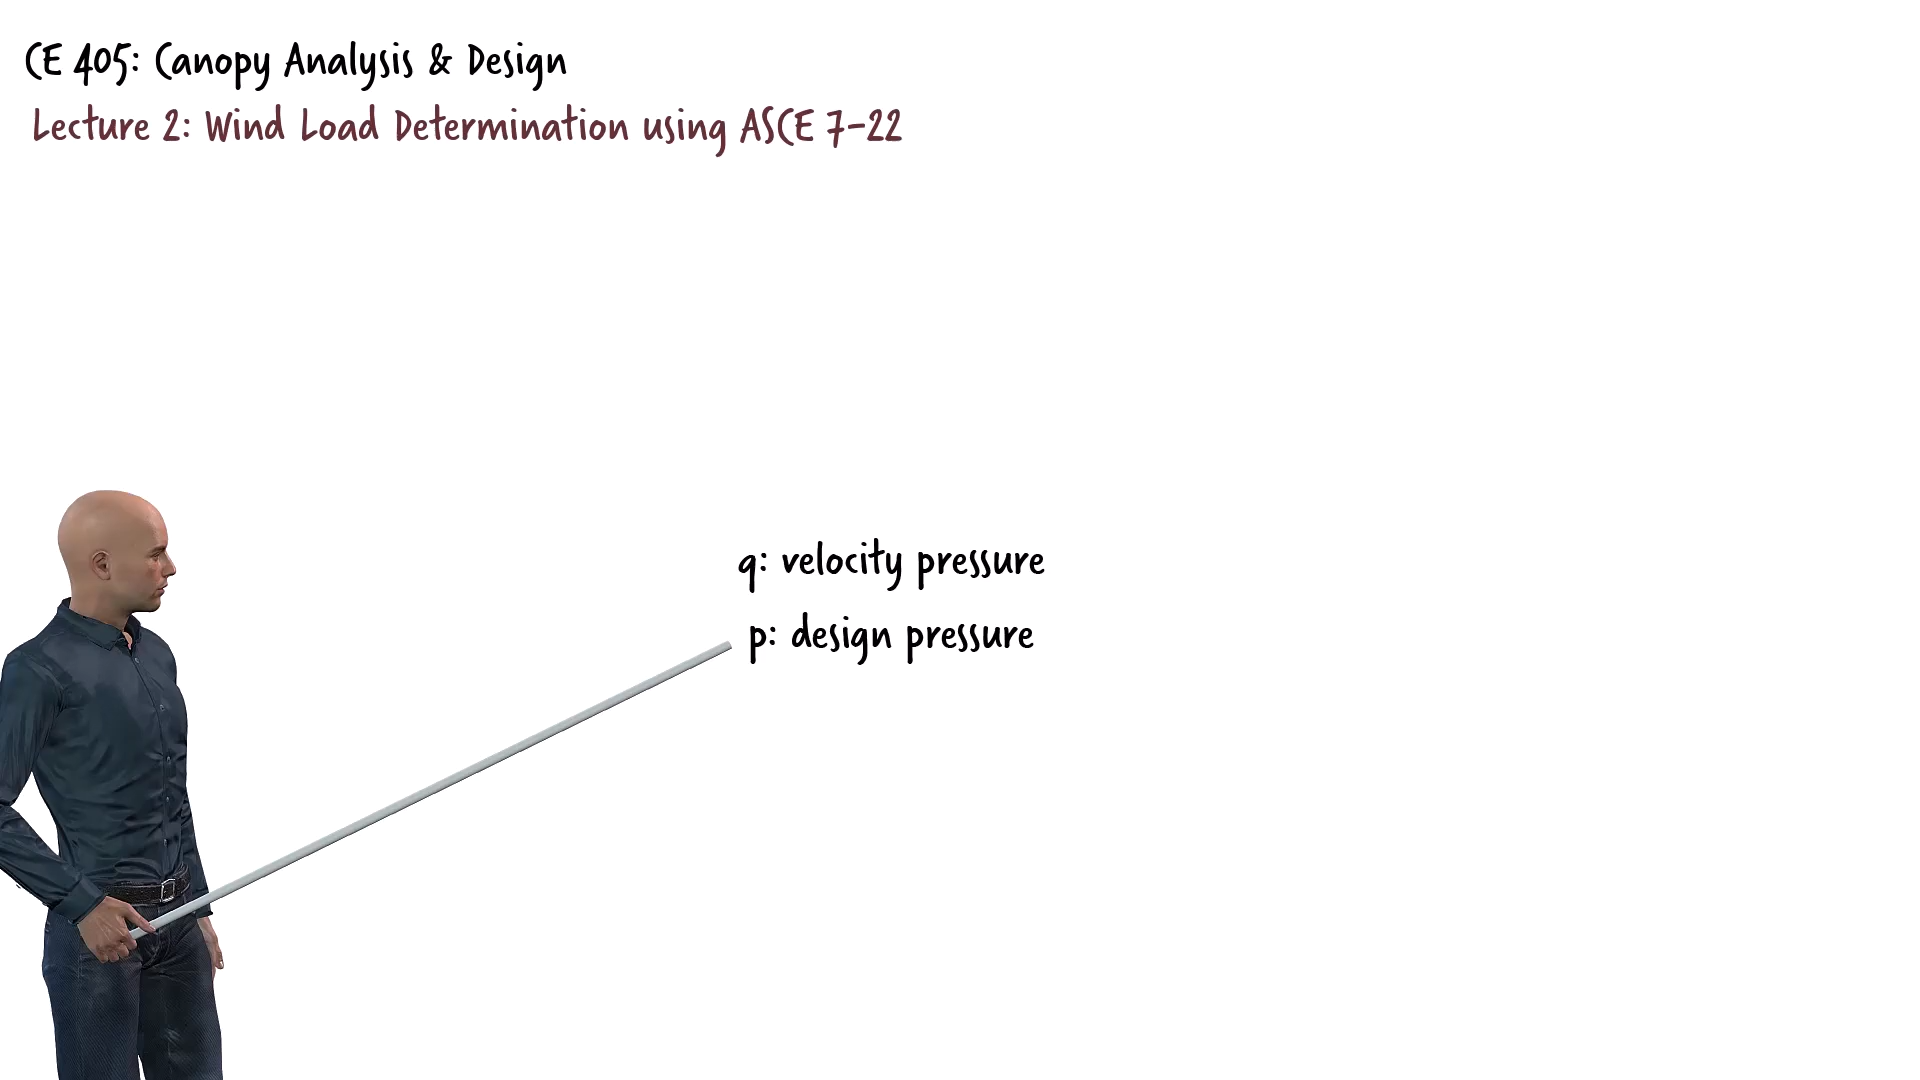 CE 405: Canopy Analysis & Design
Lecture 2: Wind Load Determination using ASCE 7-22
q: velocity pressure
p: design pressure